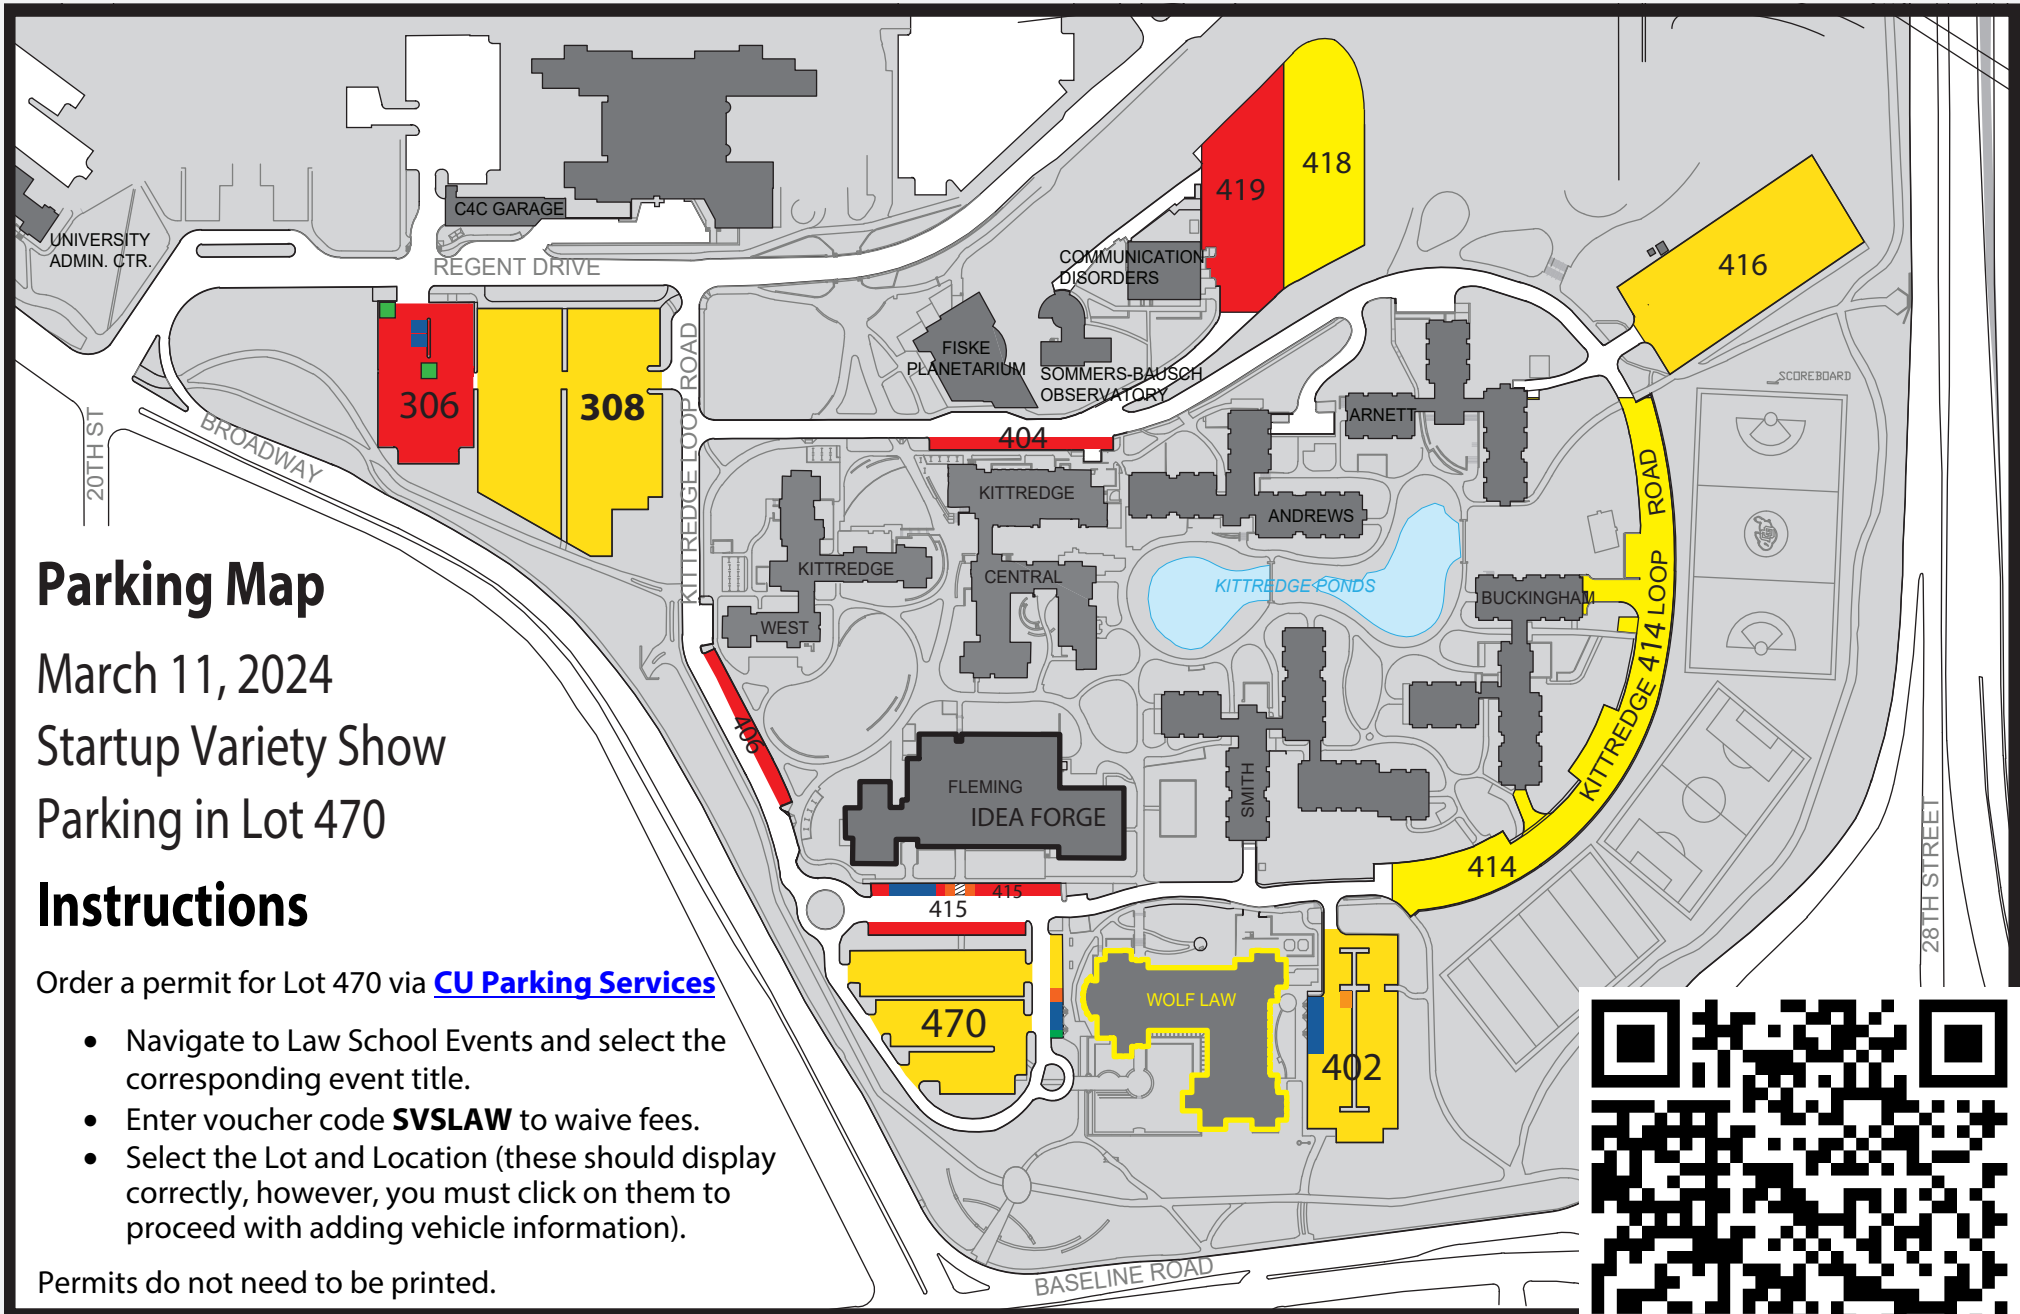 UNIVERSITY
ADMIN. CTR.
C4C GARAGE
REGENT DRIVE
COMMUNICATION
DISORDERS
419
418
416
306
308
FISKE
PLANETARIUM
SOMMERS-BAUSCH
OBSERVATORY
SCOREBOARD
20TH ST
BROADWAY
KITTREDGE LOOP ROAD
404
ARNETT
KITTREDGE
ANDREWS
KITTREDGE
CENTRAL
WEST
KITTREDGE PONDS
BUCKINGHAM
KITTREDGE 414 LOOP ROAD
406
FLEMING
IDEA FORGE
SMITH
414
415
415
470
WOLF LAW
402
28TH STREET
BASELINE ROAD
Parking Map
March 11, 2024
Startup Variety Show
Parking in Lot 470
Instructions
Order a permit for Lot 470 via CU Parking Services
• Navigate to Law School Events and select the
corresponding event title.
• Enter voucher code SVSLAW to waive fees.
• Select the Lot and Location (these should display
correctly, however, you must click on them to
proceed with adding vehicle information).
Permits do not need to be printed.